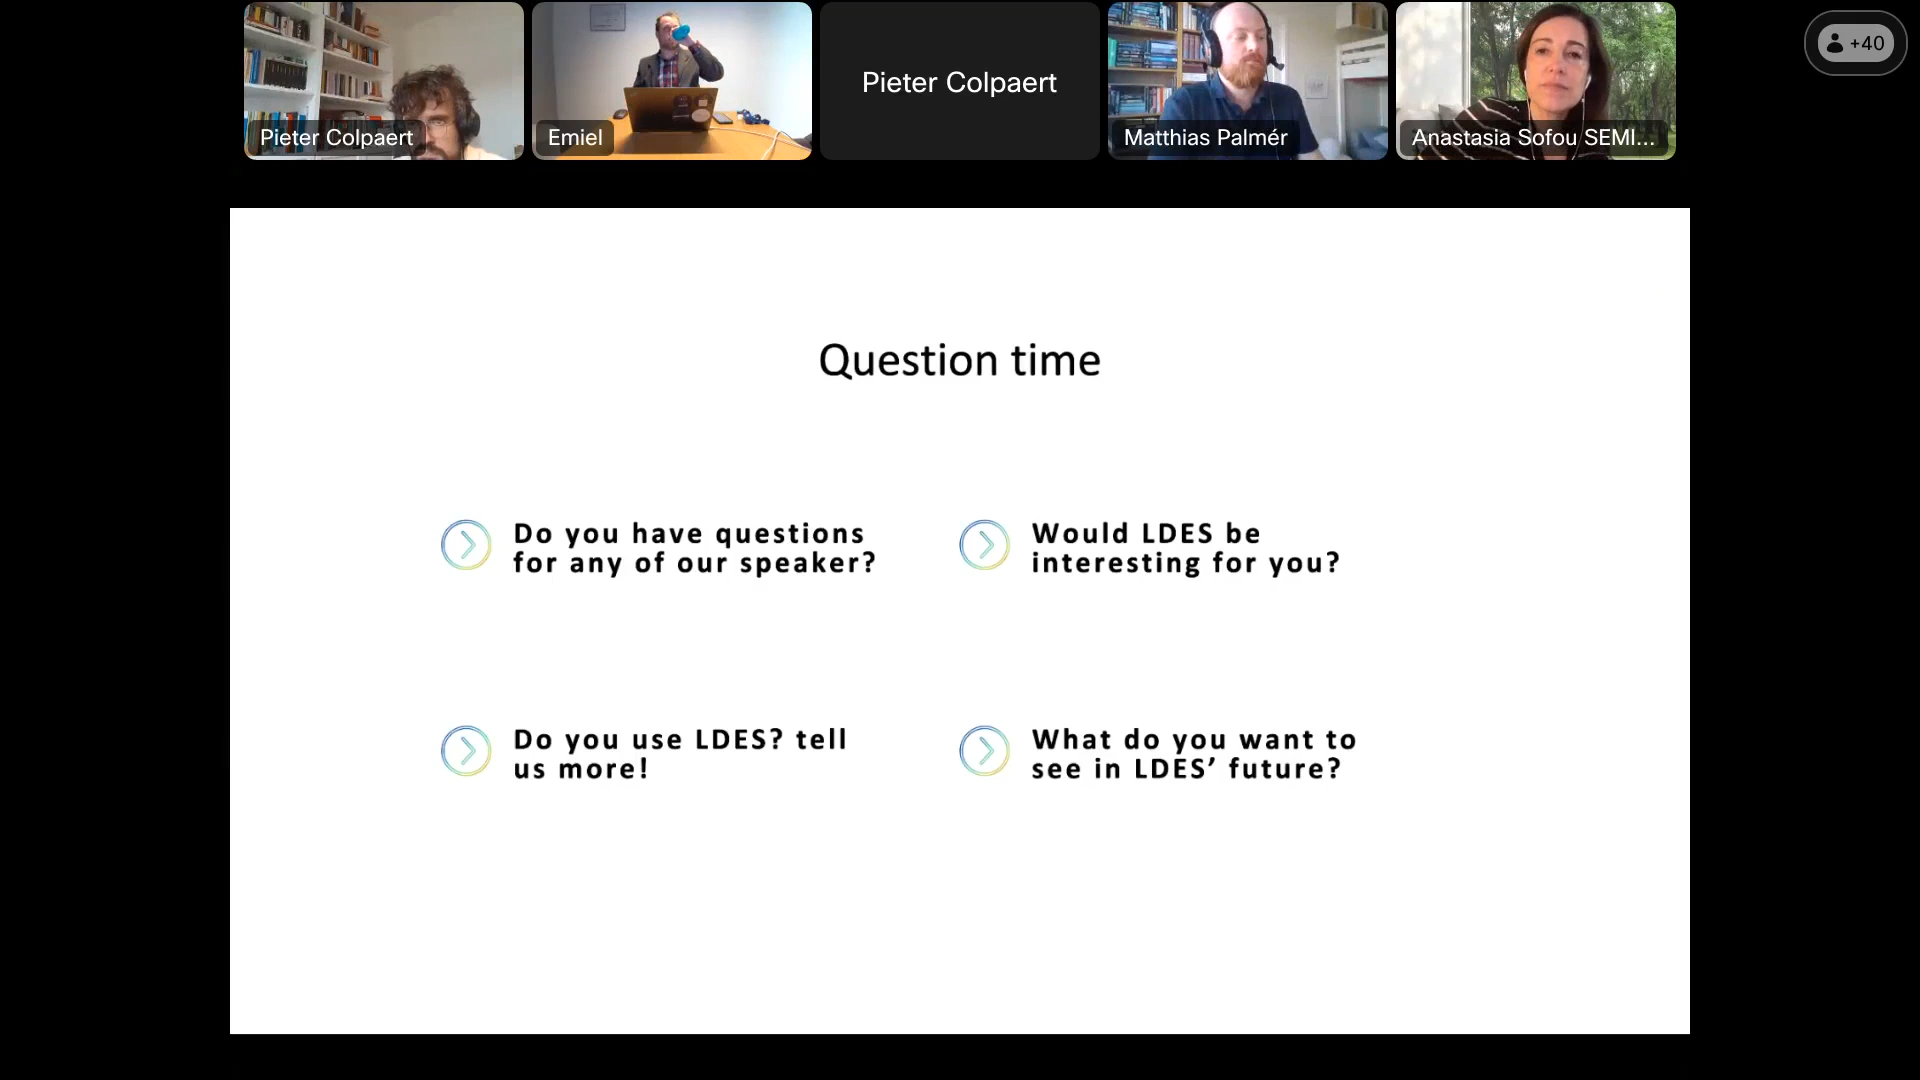 Pieter Colpaert
Emiel
Pieter Colpaert
Matthias Palmér
Anastasia Sofou SEMI...
+40
Question time
Do you have questions
for any of our speaker?
Would LDES be
interesting for you?
Do you use LDES? tell
us more!
What do you want to
see in LDES’ future?